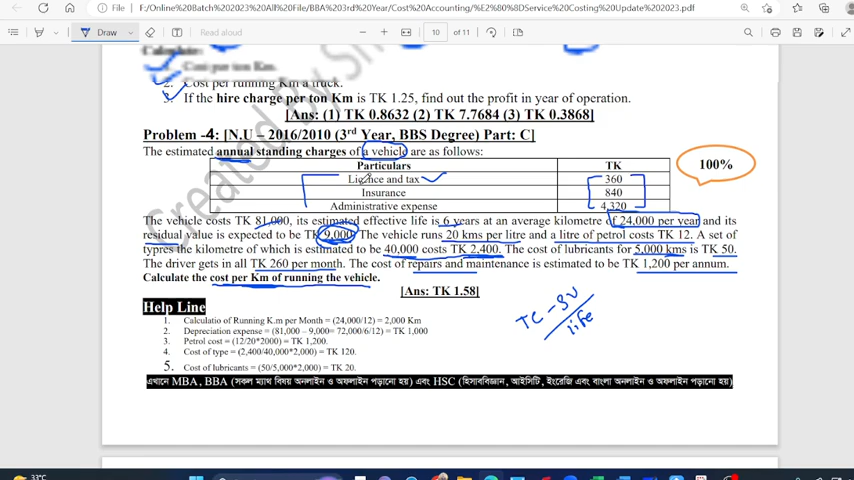 File
F:/Online%20Batch%202023%20All%20File/BBA%203rd%20Year/Cost%20Accounting/%E2%80%8DService%20Costing%20Update%202023.pdf
Draw
Read aloud
10 of 11
Calculate:
1. Cost per ton Km.
2. Cost per running Km a truck.
3. If the hire charge per ton Km is TK 1.25, find out the profit in year of operation.
[Ans: (1) TK 0.8632 (2) TK 7.7684 (3) TK 0.3868]
Problem -4: [N.U – 2016/2010 (3rd Year, BBS Degree) Part: C]
The estimated annual standing charges of a vehicle are as follows:
Particulars TK
Licence and tax 360
Insurance 840
Administrative expense 4,320
100%
The vehicle costs TK 81,000, its estimated effective life is 6 years at an average kilometre of 24,000 per year and its
residual value is expected to be TK 9,000. The vehicle runs 20 kms per litre and a litre of petrol costs TK 12. A set of
typres the kilometre of which is estimated to be 40,000 costs TK 2,400. The cost of lubricants for 5,000 kms is TK 50.
The driver gets in all TK 260 per month. The cost of repairs and maintenance is estimated to be TK 1,200 per annum.
Calculate the cost per Km of running the vehicle.
[Ans: TK 1.58]
TC - SV
life
Help Line
1. Calculatio of Running K.m per Month = (24,000/12) = 2,000 Km
2. Depreciation expense = (81,000 – 9,000= 72,000/6/12) = TK 1,000
3. Petrol cost = (12/20*2000) = TK 1,200.
4. Cost of type = (2,400/40,000*2,000) = TK 120.
5. Cost of lubricants = (50/5,000*2,000) = TK 20.
এখানে MBA, BBA (সকল ম্যাথ বিষয় অনলাইন ও অফলাইন পড়ানো হয়) এবং HSC (হিসাববিজ্ঞান, আইসিটি, ইংরেজি এবং বাংলা অনলাইন ও অফলাইন পড়ানো হয়)
Created By
33°C